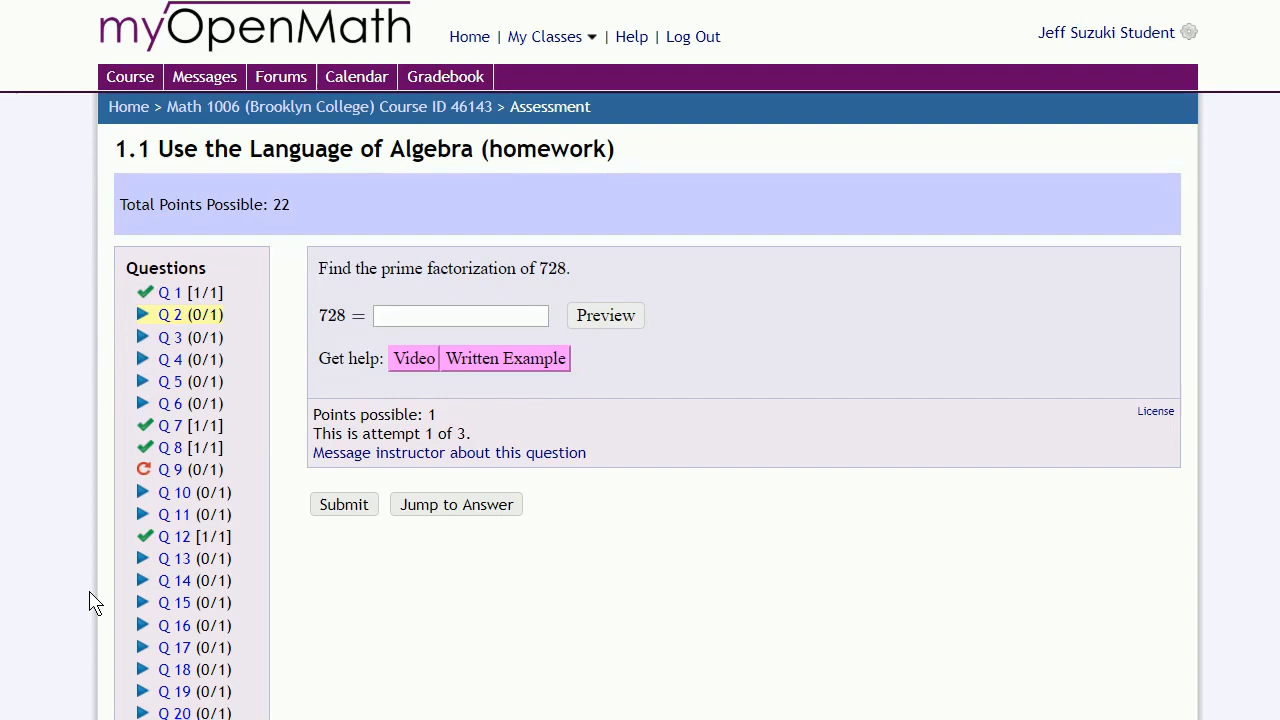 myOpenMath
Home | My Classes | Help | Log Out
Jeff Suzuki Student
Course Messages Forums Calendar Gradebook
Home > Math 1006 (Brooklyn College) Course ID 46143 > Assessment
1.1 Use the Language of Algebra (homework)
Total Points Possible: 22
Questions
Q 1 [1/1]
Q 2 (0/1)
Q 3 (0/1)
Q 4 (0/1)
Q 5 (0/1)
Q 6 (0/1)
Q 7 [1/1]
Q 8 [1/1]
Q 9 (0/1)
Q 10 (0/1)
Q 11 (0/1)
Q 12 [1/1]
Q 13 (0/1)
Q 14 (0/1)
Q 15 (0/1)
Q 16 (0/1)
Q 17 (0/1)
Q 18 (0/1)
Q 19 (0/1)
Q 20 (0/1)
Find the prime factorization of 728.
728 =
Preview
Get help: Video Written Example
Points possible: 1
License
This is attempt 1 of 3.
Message instructor about this question
Submit Jump to Answer